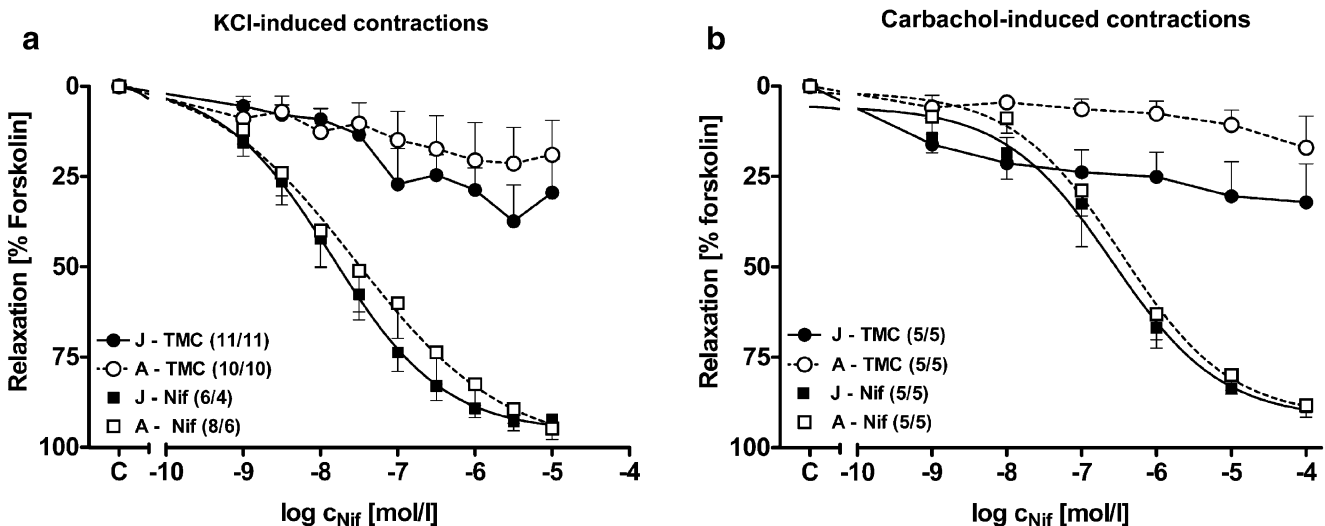 a
KCl-induced contractions
Relaxation [% Forskolin]
0
25
50
75
100
J - TMC (11/11)
A - TMC (10/10)
J - Nif (6/4)
A - Nif (8/6)
C
-10
-9
-8
-7
-6
-5
-4
log cNif [mol/l]
b
Carbachol-induced contractions
Relaxation [% forskolin]
0
25
50
75
100
J - TMC (5/5)
A - TMC (5/5)
J - Nif (5/5)
A - Nif (5/5)
C
-10
-9
-8
-7
-6
-5
-4
log cNif [mol/l]